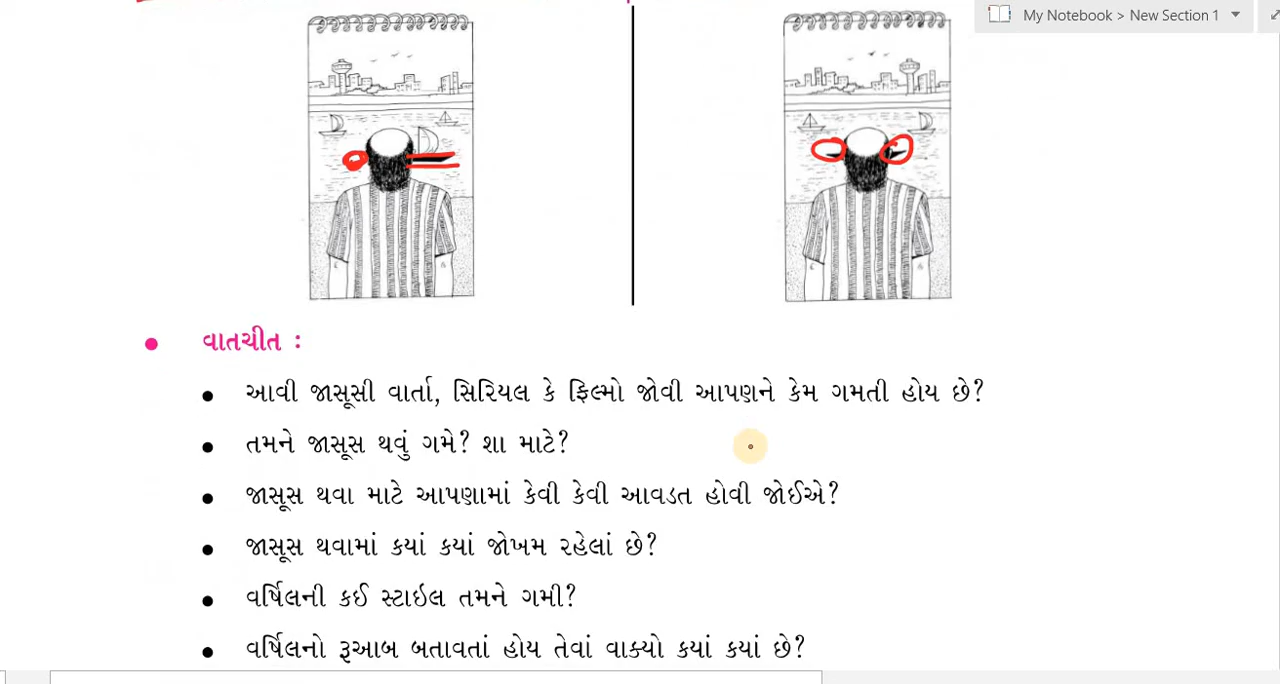 My Notebook > New Section 1
વાતચીત :
આવી જાસૂસી વાર્તા, સિરિયલ કે ફિલ્મો જોવી આપણને કેમ ગમતી હોય છે?
તમને જાસૂસ થવું ગમે? શા માટે?
જાસૂસ થવા માટે આપણામાં કેવી કેવી આવડત હોવી જોઈએ?
જાસૂસ થવામાં કયાં કયાં જોખમ રહેલાં છે?
વર્ષિલની કઈ સ્ટાઇલ તમને ગમી?
વર્ષિલનો રૂઆબ બતાવતાં હોય તેવાં વાક્યો કયાં કયાં છે?